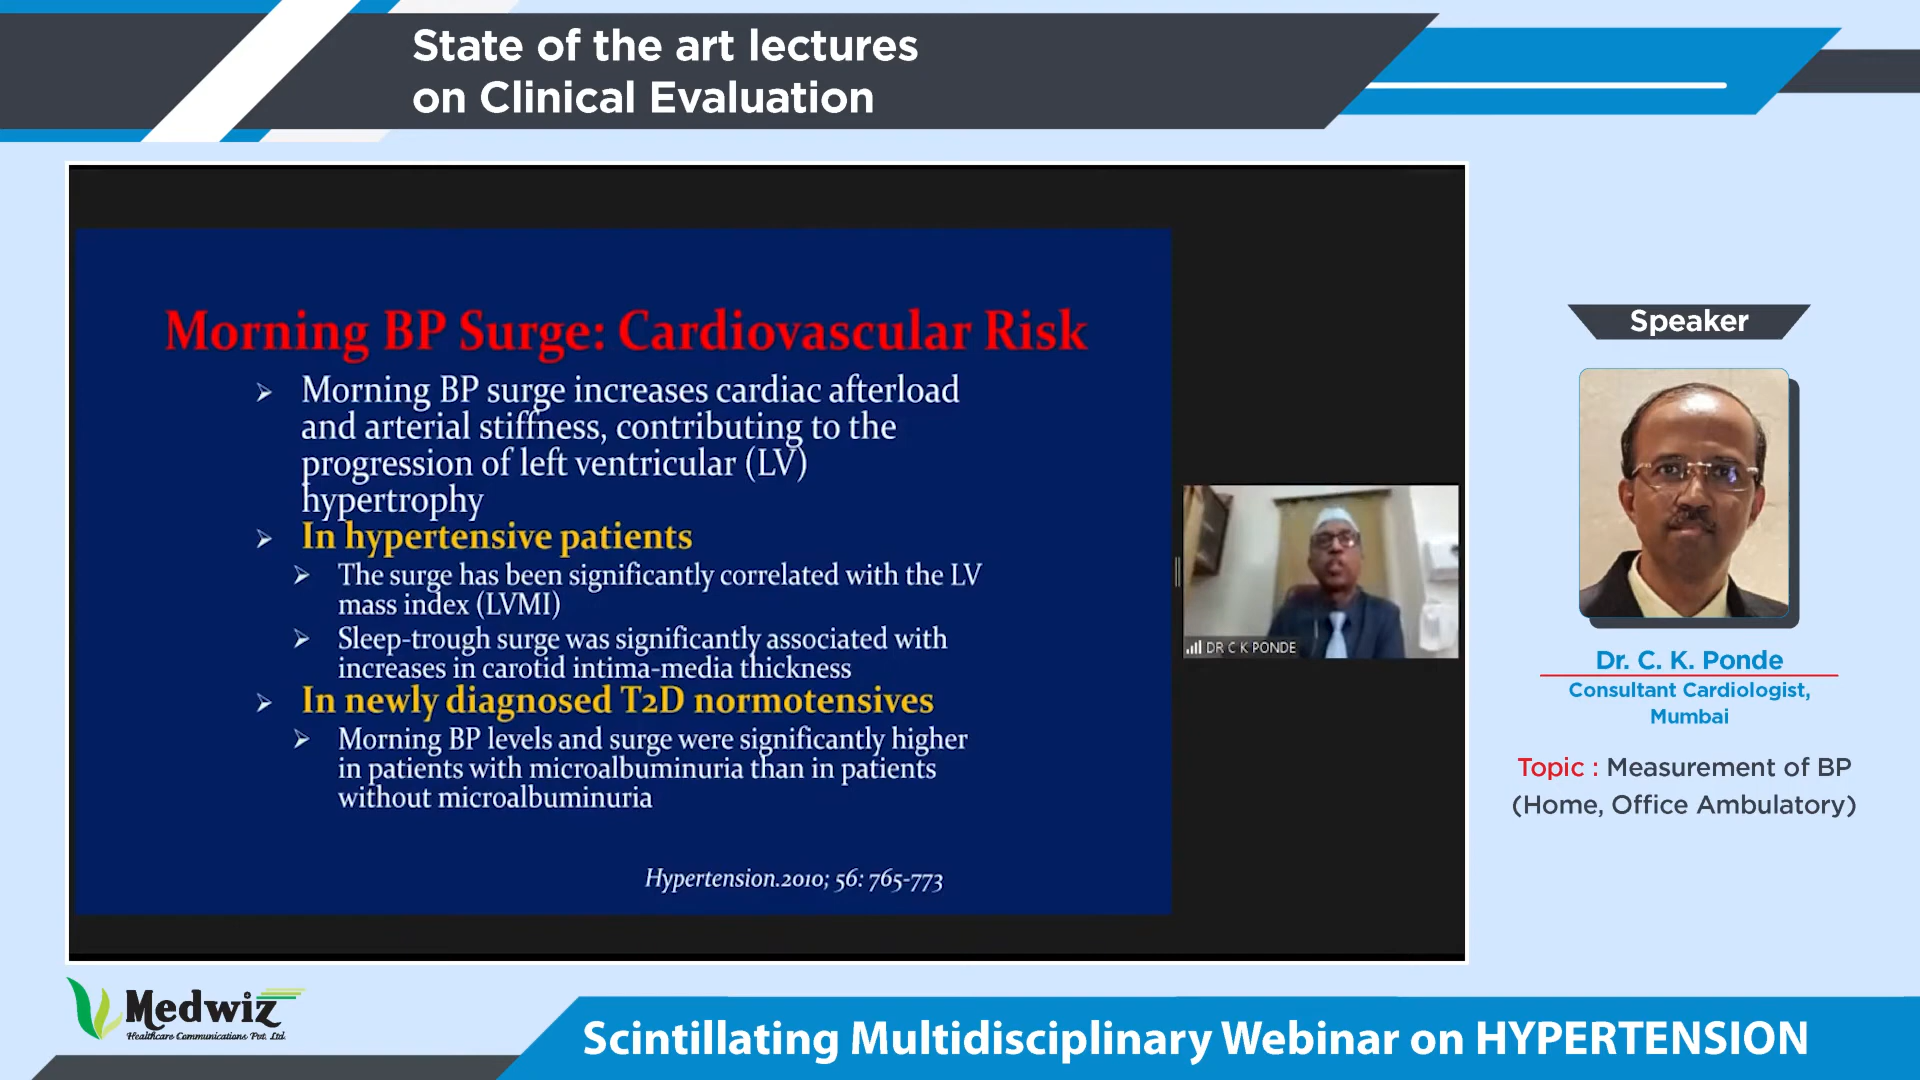 State of the art lectures
on Clinical Evaluation
Morning BP Surge: Cardiovascular Risk
Morning BP surge increases cardiac afterload
and arterial stiffness, contributing to the
progression of left ventricular (LV)
hypertrophy
In hypertensive patients
The surge has been significantly correlated with the LV
mass index (LVMI)
Sleep-trough surge was significantly associated with
increases in carotid intima-media thickness
In newly diagnosed T2D normotensives
Morning BP levels and surge were significantly higher
in patients with microalbuminuria than in patients
without microalbuminuria
Hypertension.2010; 56: 765-773
DR C K PONDE
Speaker
Dr. C. K. Ponde
Consultant Cardiologist,
Mumbai
Topic : Measurement of BP
(Home, Office Ambulatory)
Medwiz
Healthcare Communications Pvt. Ltd.
Scintillating Multidisciplinary Webinar on HYPERTENSION